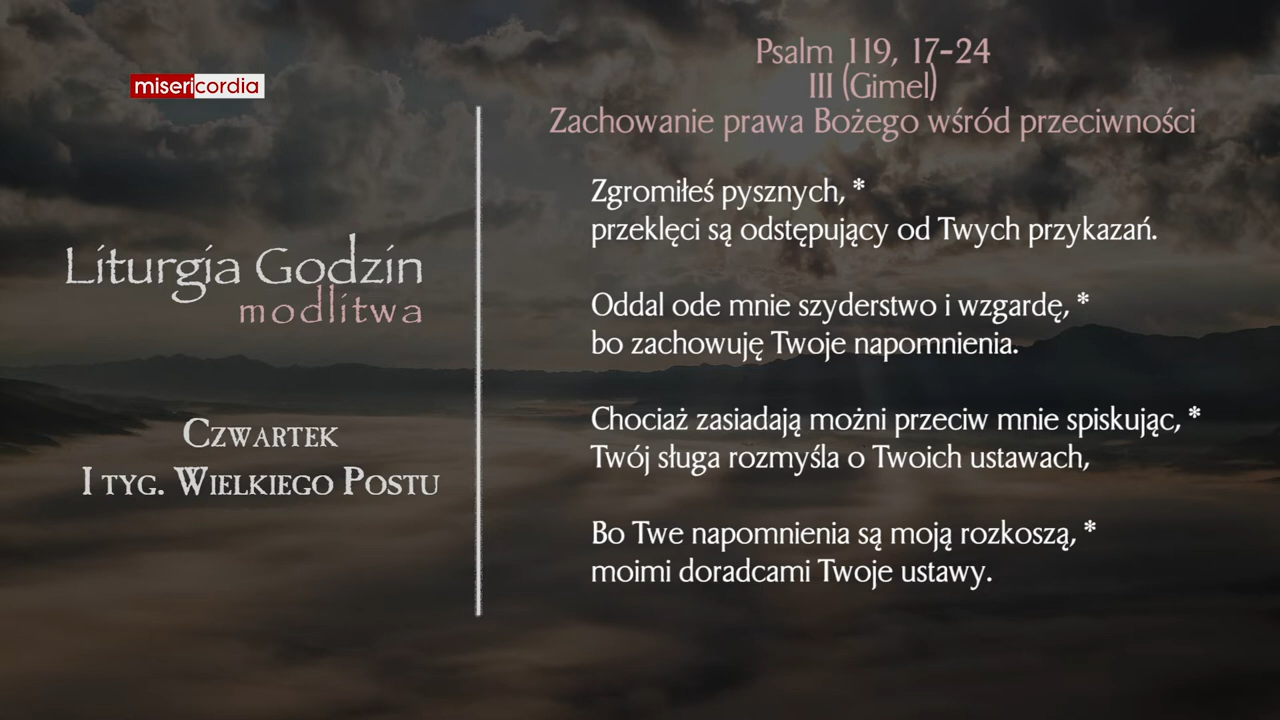 misericordia
Liturgia Godzin
modlitwa
Czwartek
I tyg. Wielkiego Postu
Psalm 119, 17-24
III (Gimel)
Zachowanie prawa Bożego wśród przeciwności
Zgromiłeś pysznych, *
przeklęci są odstępujący od Twych przykazań.
Oddal ode mnie szyderstwo i wzgardę, *
bo zachowuję Twoje napomnienia.
Chociaż zasiadają możni przeciw mnie spiskując, *
Twój sługa rozmyśla o Twoich ustawach,
Bo Twe napomnienia są moją rozkoszą, *
moimi doradcami Twoje ustawy.